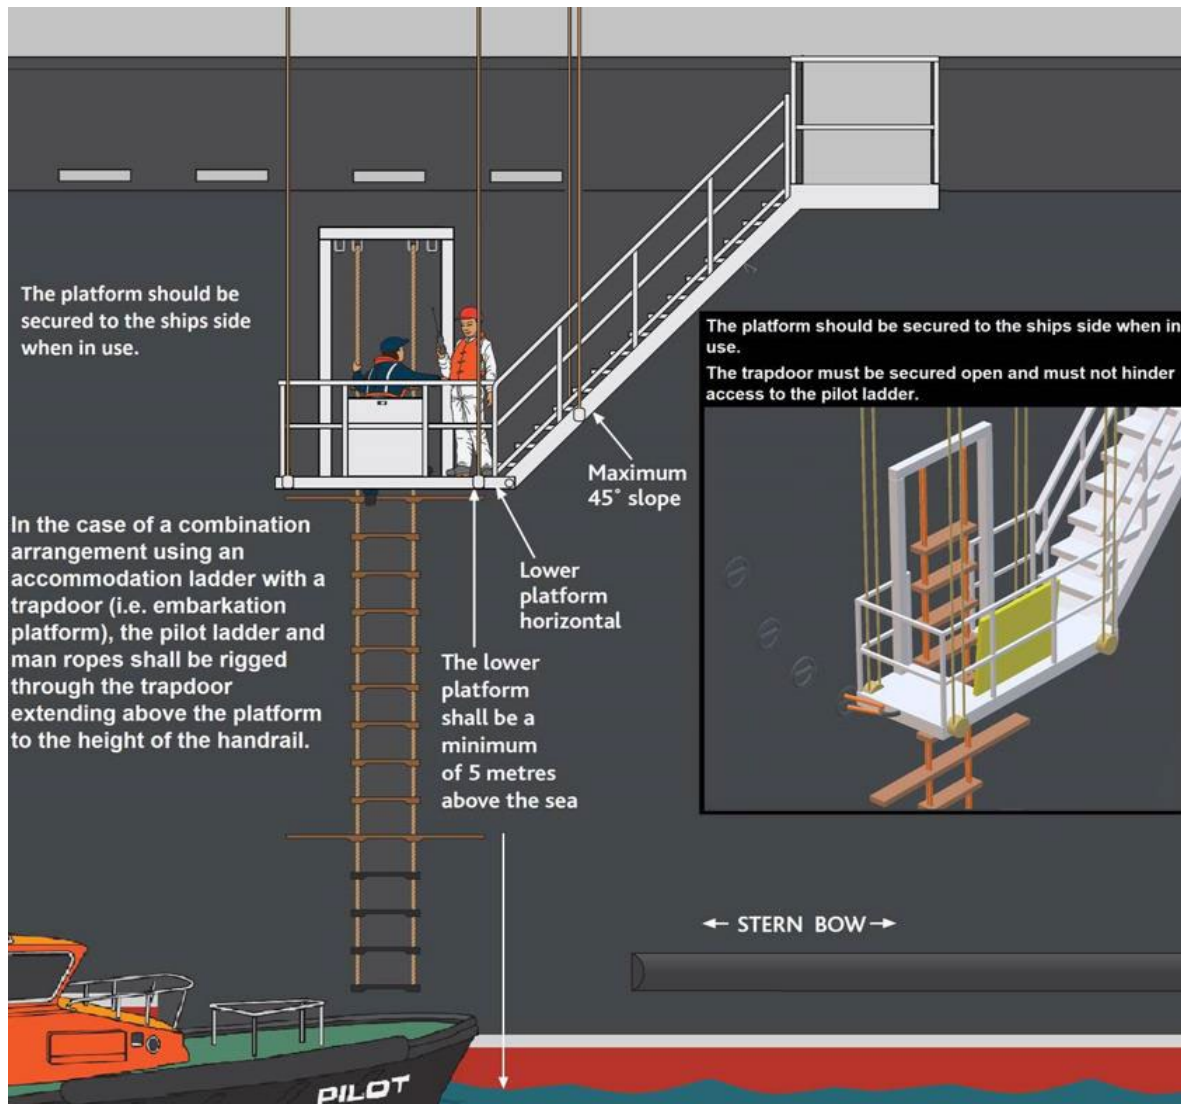 The platform should be
secured to the ships side
when in use.
The platform should be secured to the ships side when in
use.
The trapdoor must be secured open and must not hinder
access to the pilot ladder.
Maximum
45° slope
In the case of a combination
arrangement using an
accommodation ladder with a
trapdoor (i.e. embarkation
platform), the pilot ladder and
man ropes shall be rigged
through the trapdoor
extending above the platform
to the height of the handrail.
Lower
platform
horizontal
The lower
platform
shall be a
minimum
of 5 metres
above the sea
← STERN BOW →
PILOT